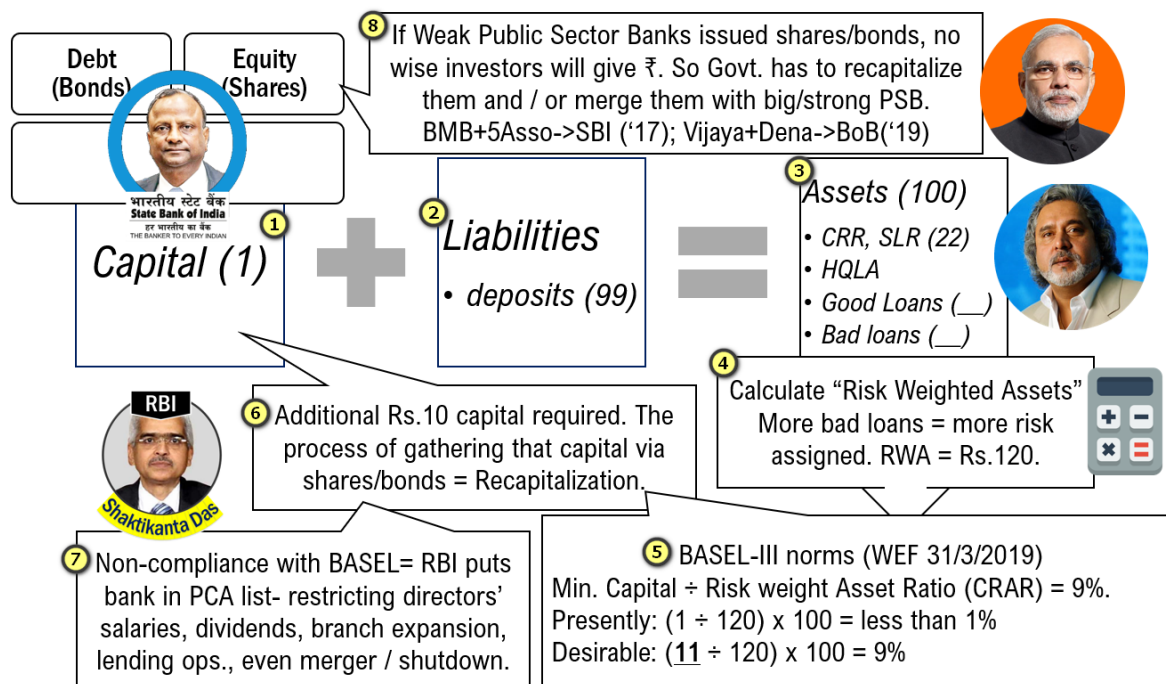 Debt
(Bonds)
Equity
(Shares)
8
If Weak Public Sector Banks issued shares/bonds, no
wise investors will give ₹. So Govt. has to recapitalize
them and / or merge them with big/strong PSB.
BMB+5Asso->SBI (‘17); Vijaya+Dena->BoB(‘19)
भारतीय स्टेट बैंक
State Bank of India
हर भारतीय का बैंक
THE BANKER TO EVERY INDIAN
1
Capital (1)
2
Liabilities
• deposits (99)
3
Assets (100)
• CRR, SLR (22)
• HQLA
• Good Loans (__)
• Bad loans (__)
4
Calculate “Risk Weighted Assets”
More bad loans = more risk
assigned. RWA = Rs.120.
RBI
Shaktikanta Das
6
Additional Rs.10 capital required. The
process of gathering that capital via
shares/bonds = Recapitalization.
7
Non-compliance with BASEL= RBI puts
bank in PCA list- restricting directors’
salaries, dividends, branch expansion,
lending ops., even merger / shutdown.
5
BASEL-III norms (WEF 31/3/2019)
Min. Capital ÷ Risk weight Asset Ratio (CRAR) = 9%.
Presently: (1 ÷ 120) x 100 = less than 1%
Desirable: (11 ÷ 120) x 100 = 9%